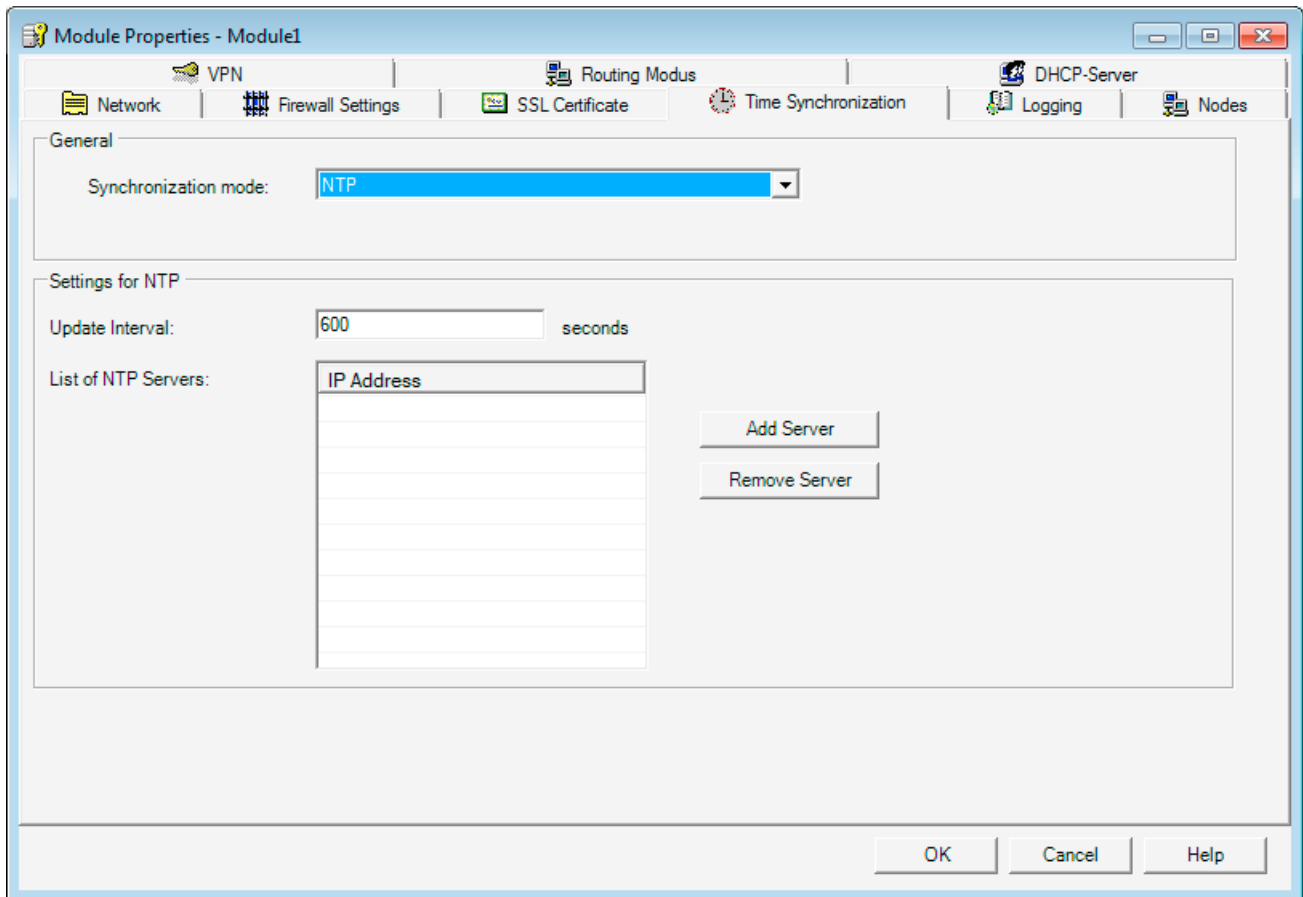 Module Properties - Module1
VPN Routing Modus DHCP-Server
Network Firewall Settings SSL Certificate Time Synchronization Logging Nodes
General
Synchronization mode: NTP
Settings for NTP
Update Interval: 600 seconds
List of NTP Servers: IP Address
Add Server
Remove Server
OK Cancel Help